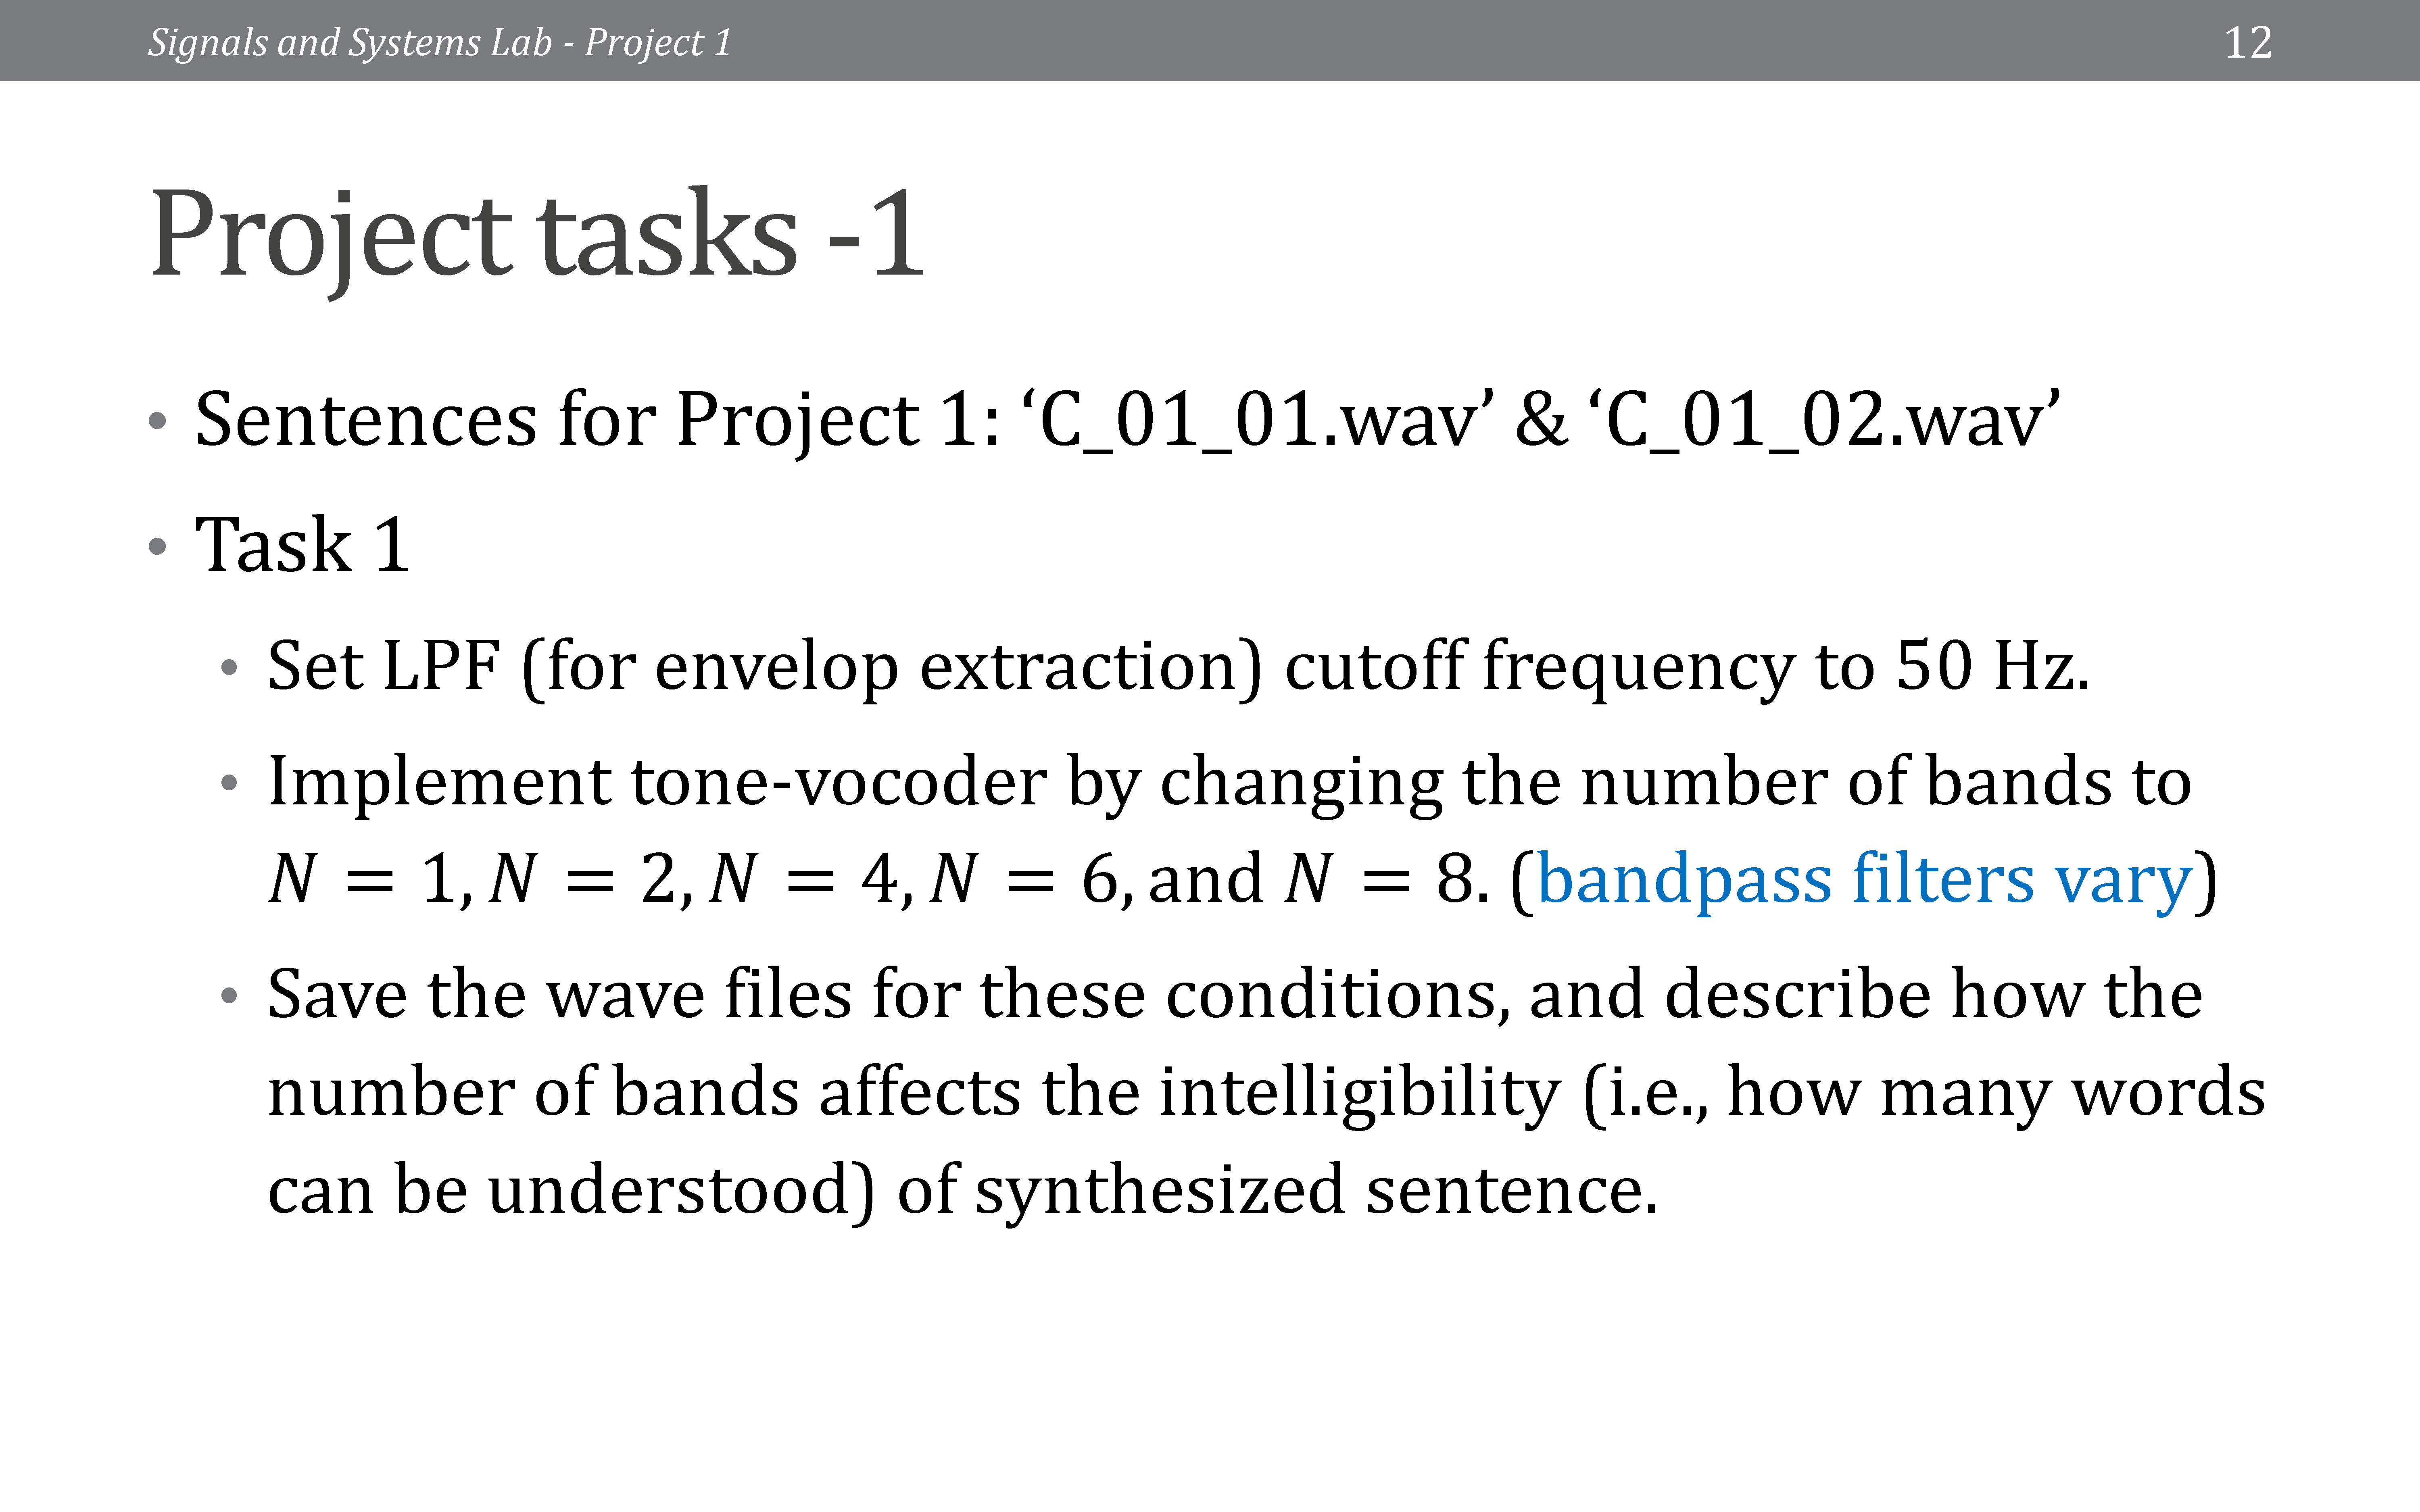 Signals and Systems Lab - Project 1
12
Project tasks -1
• Sentences for Project 1: ‘C_01_01.wav’ & ‘C_01_02.wav’
• Task 1
• Set LPF (for envelop extraction) cutoff frequency to 50 Hz.
• Implement tone-vocoder by changing the number of bands to
N = 1, N = 2, N = 4, N = 6, and N = 8. (bandpass filters vary)
• Save the wave files for these conditions, and describe how the
number of bands affects the intelligibility (i.e., how many words
can be understood) of synthesized sentence.